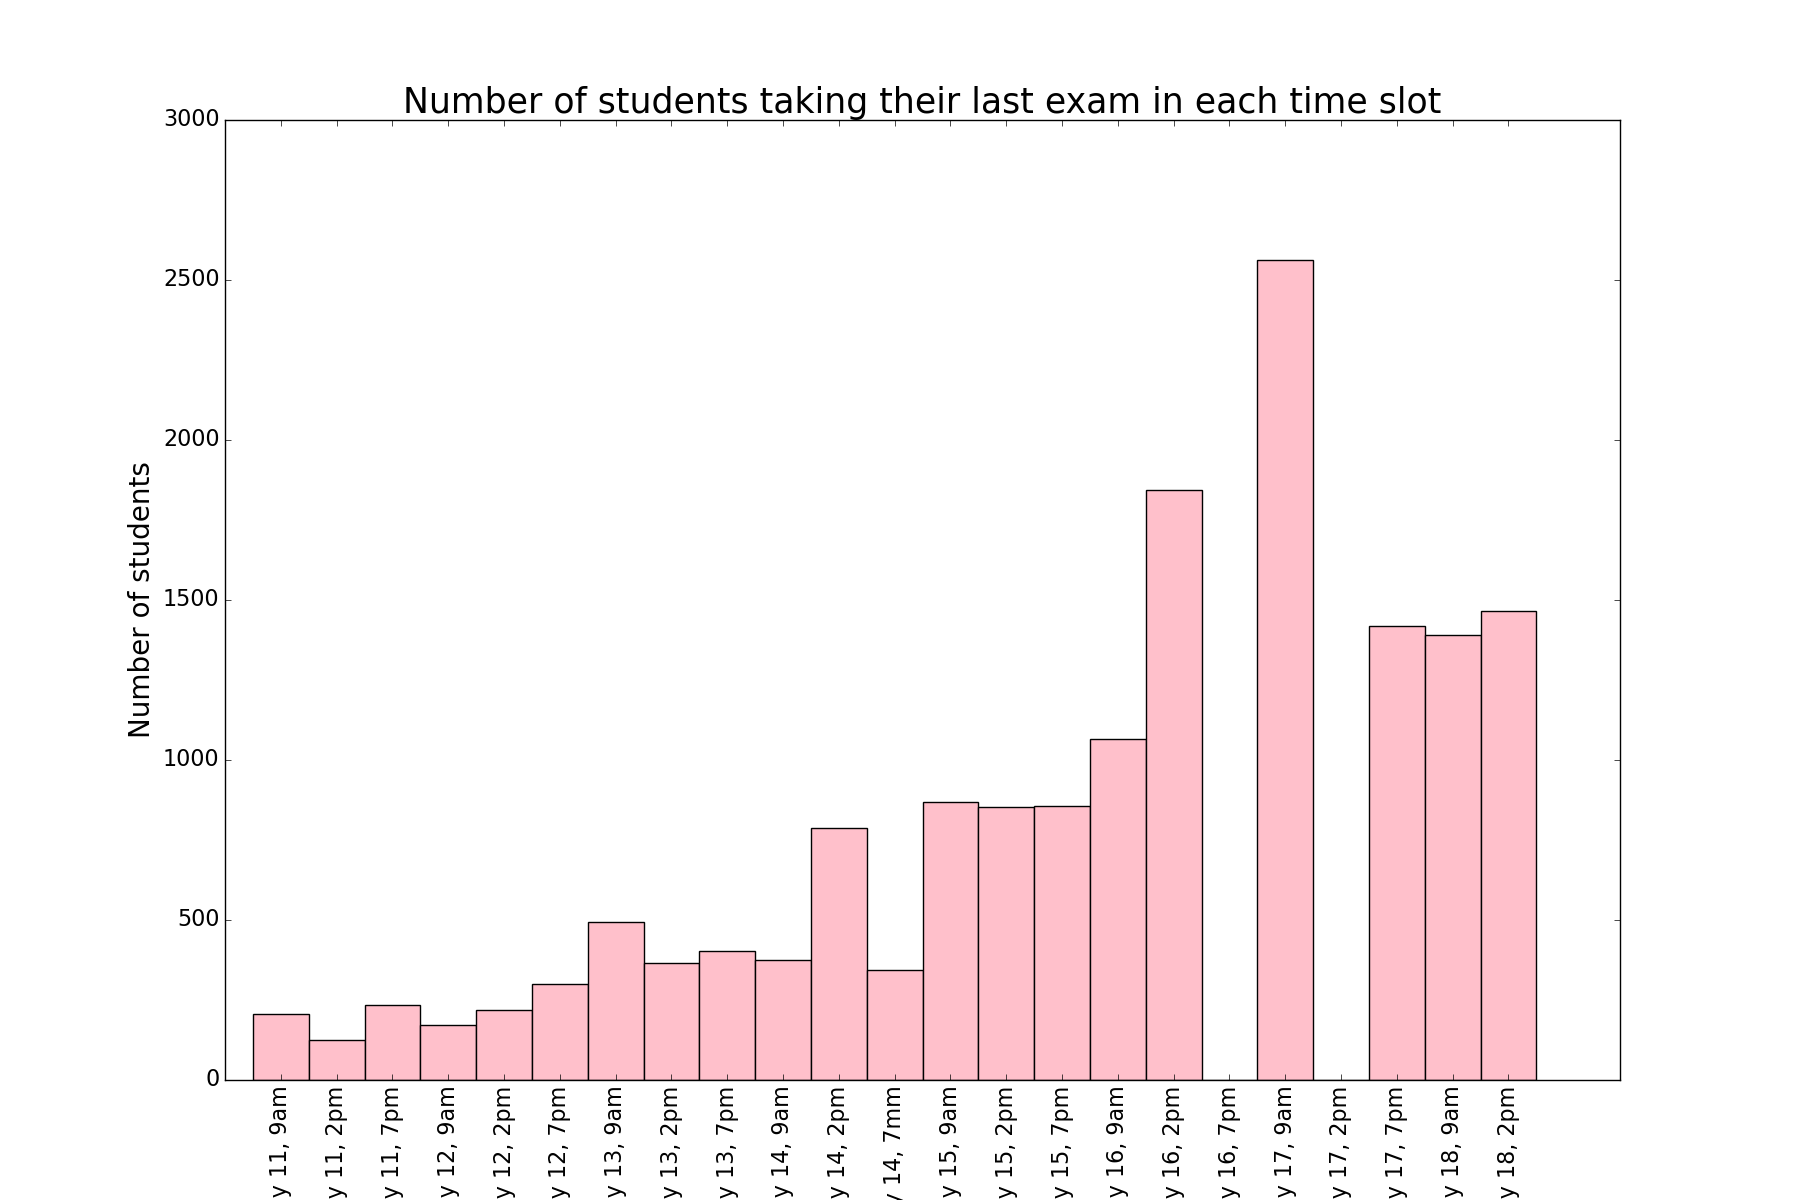 Number of students taking their last exam in each time slot
Number of students
3000
2500
2000
1500
1000
500
0
y 11, 9am
y 11, 2pm
y 11, 7pm
y 12, 9am
y 12, 2pm
y 12, 7pm
y 13, 9am
y 13, 2pm
y 13, 7pm
y 14, 9am
y 14, 2pm
y 14, 7mm
y 15, 9am
y 15, 2pm
y 15, 7pm
y 16, 9am
y 16, 2pm
y 16, 7pm
y 17, 9am
y 17, 2pm
y 17, 7pm
y 18, 9am
y 18, 2pm